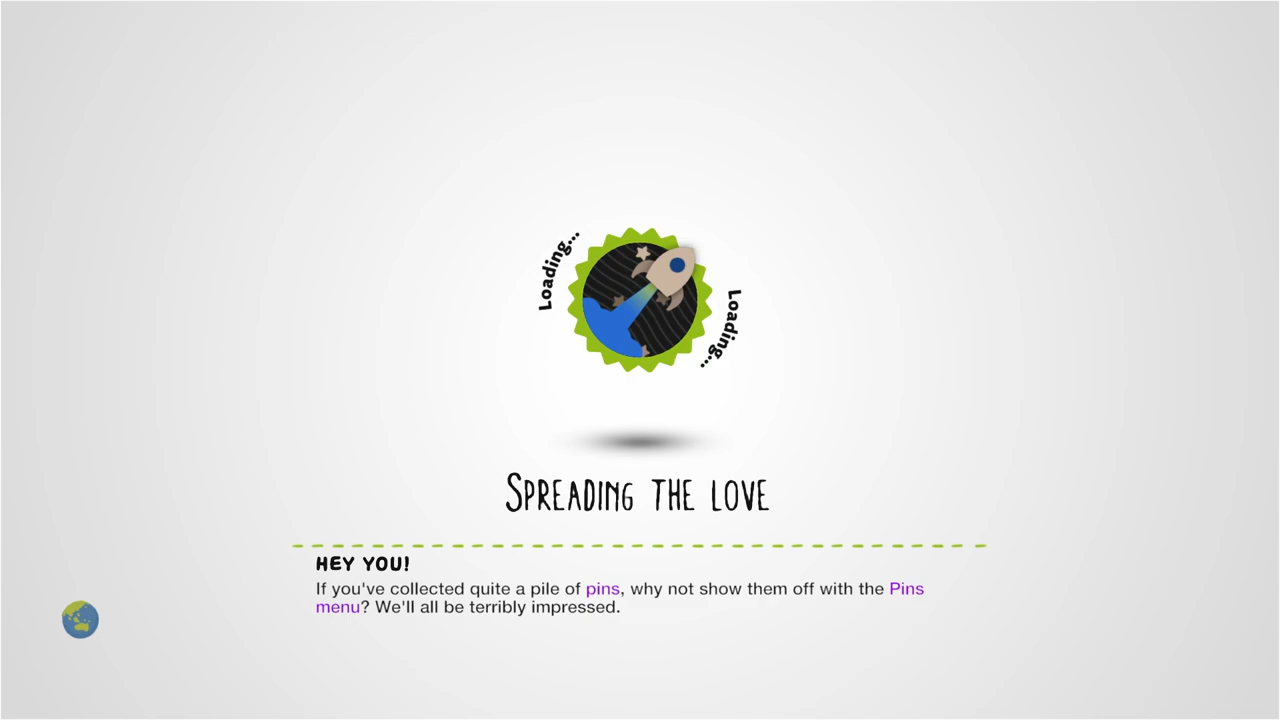 Loading...
Loading...
SPREADING THE LOVE
HEY YOU!
If you've collected quite a pile of pins, why not show them off with the Pins
menu? We'll all be terribly impressed.